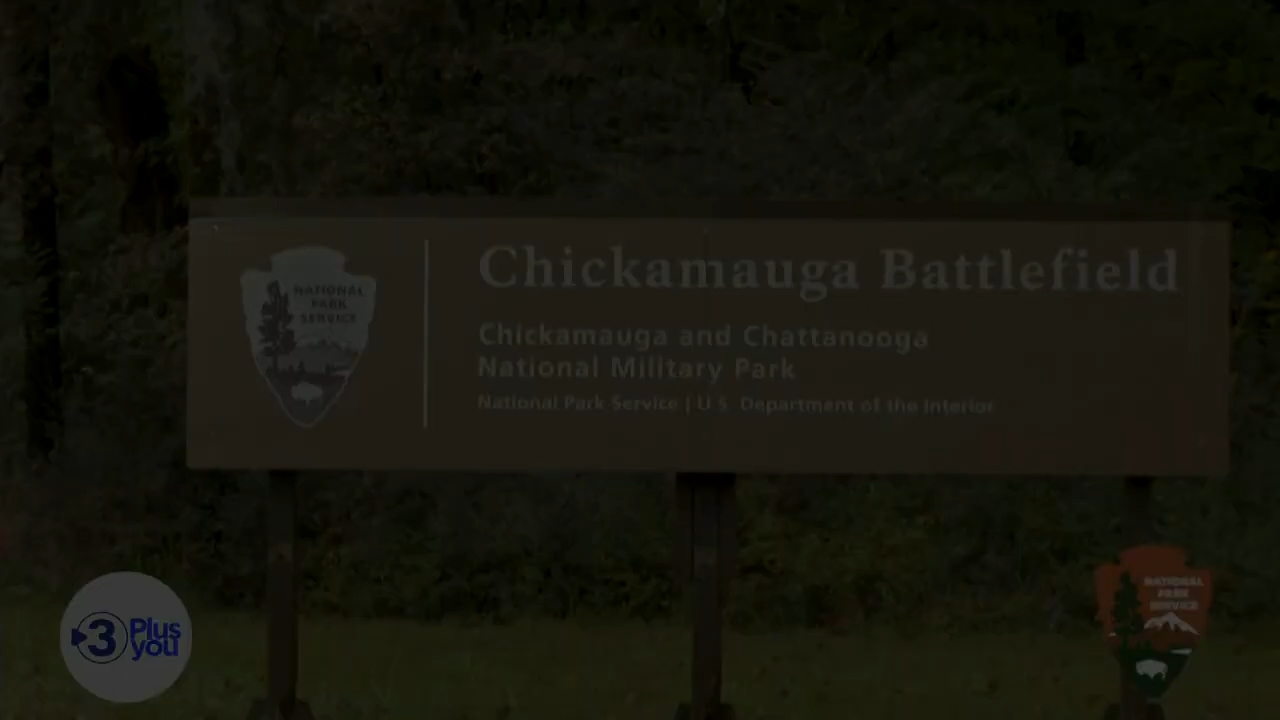 NATIONAL
PARK
SERVICE
Chickamauga Battlefield
Chickamauga and Chattanooga
National Military Park
National Park Service | U.S. Department of the Interior
3 Plus
you
NATIONAL
PARK
SERVICE